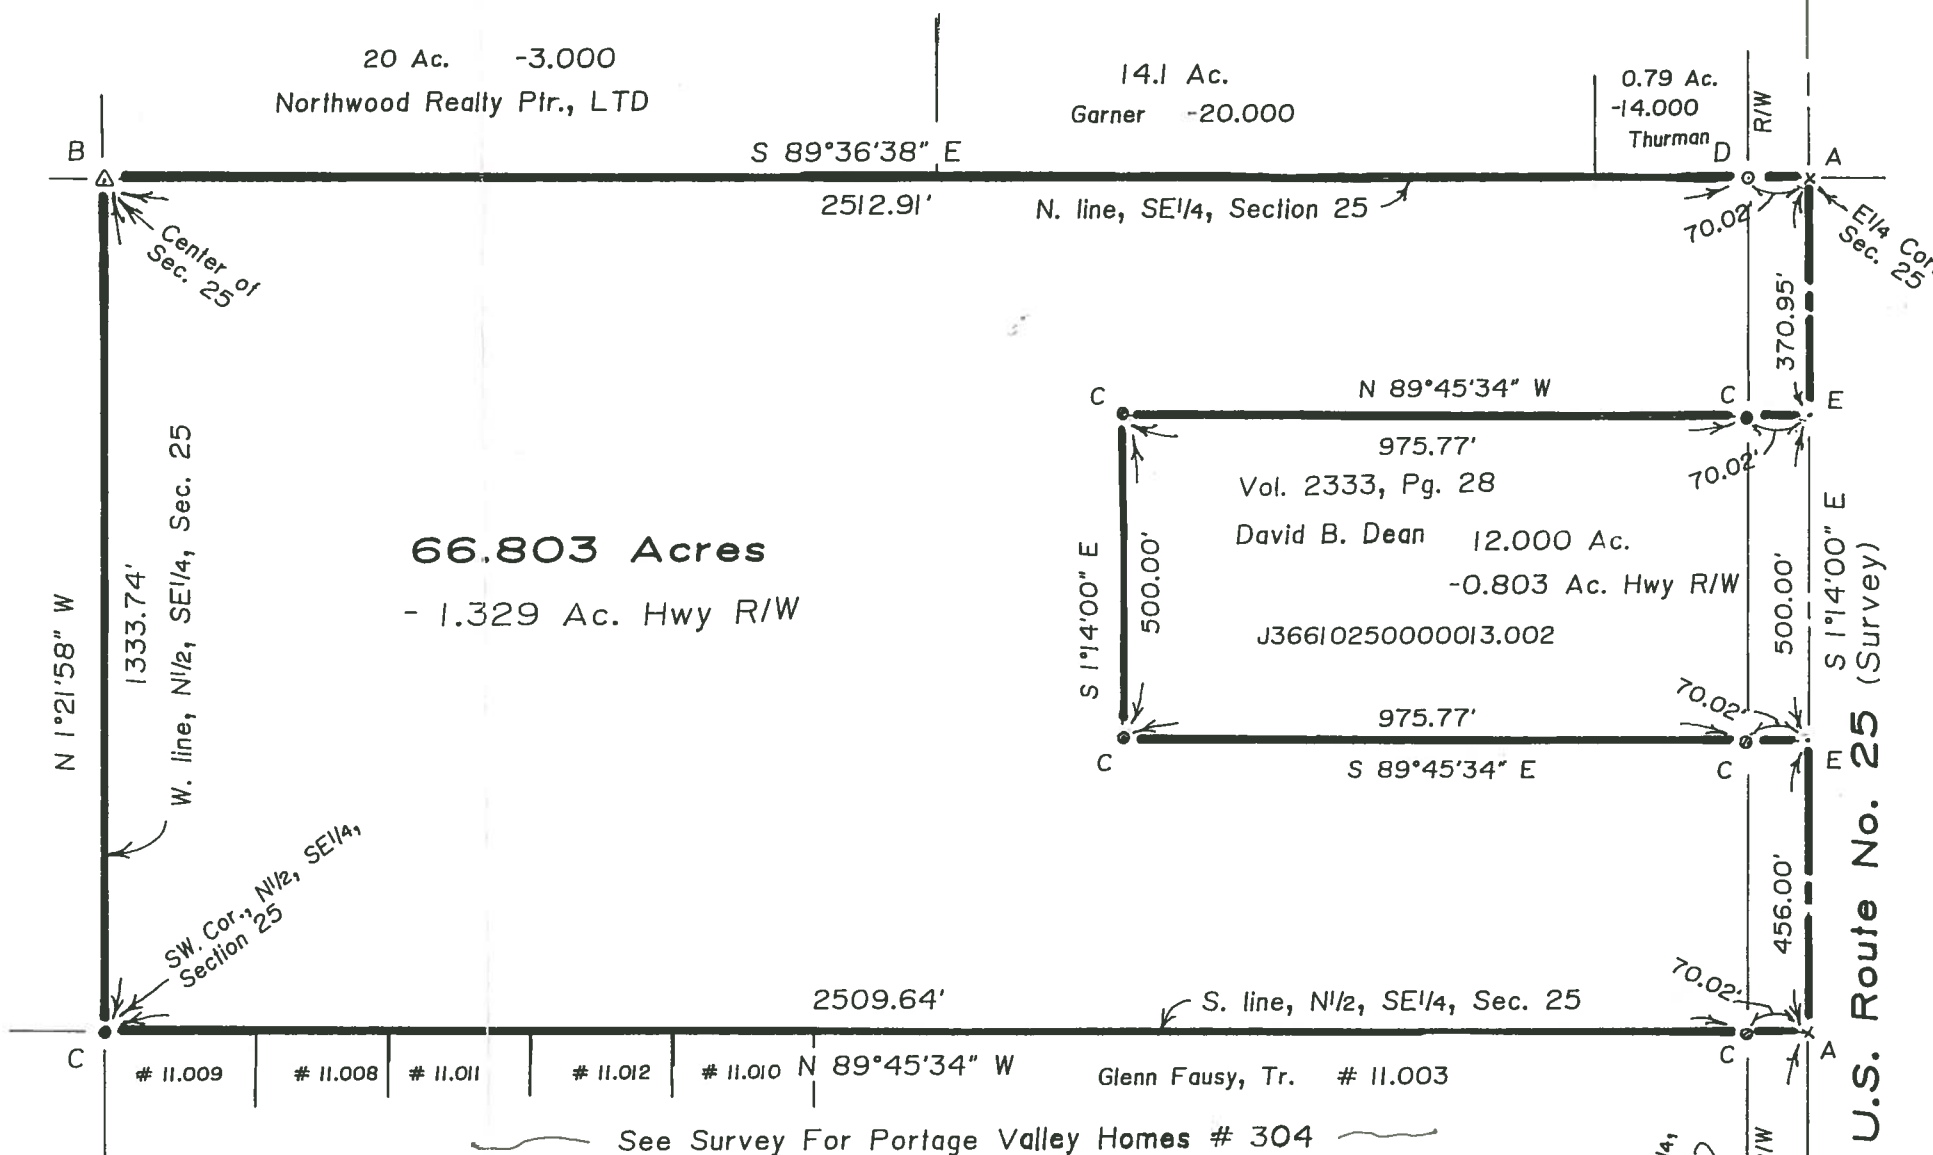 20 Ac. -3.000
Northwood Realty Ptr., LTD
14.1 Ac.
Garner -20.000
0.79 Ac.
-14.000
Thurman
R/W
B
S 89°36'38" E
D
A
2512.91'
N. line, SE1/4, Section 25
70.02'
E1/4 Cor.
Sec. 25
Center of
Sec. 25
370.95'
C
N 89°45'34" W
C
E
975.77'
70.02'
Vol. 2333, Pg. 28
David B. Dean 12.000 Ac.
-0.803 Ac. Hwy R/W
J36610250000013.002
S 1°14'00" E
500.00'
500.00'
S 1°14'00" E
(Survey)
66.803 Acres
- 1.329 Ac. Hwy R/W
N 1°21'58" W
1333.74'
W. line, N1/2, SE1/4, Sec. 25
70.02'
975.77'
C
S 89°45'34" E
C
E
U.S. Route No. 25
456.00'
SW. Cor., N1/2, SE1/4,
Section 25
70.02'
2509.64'
S. line, N1/2, SE1/4, Sec. 25
C
C
A
# 11.009
# 11.008
# 11.011
# 11.012
# 11.010
N 89°45'34" W
Glenn Fausy, Tr. # 11.003
See Survey For Portage Valley Homes # 304